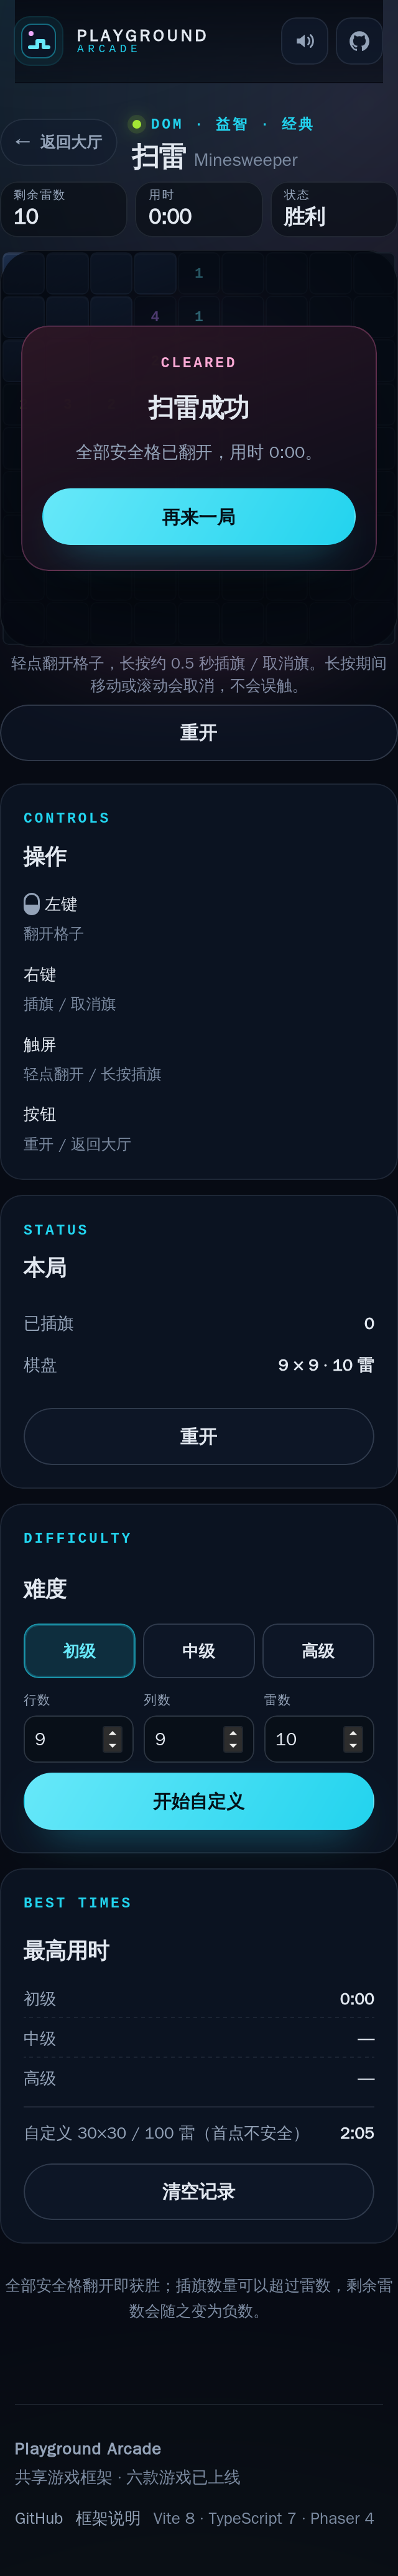 PLAYGROUND
ARCADE
← 返回大厅
DOM · 益智 · 经典
扫雷 Minesweeper
剩余雷数
10
用时
0:00
状态
胜利
1
4 1
CLEARED
扫雷成功
全部安全格已翻开，用时 0:00。
再来一局
轻点翻开格子，长按约 0.5 秒插旗 / 取消旗。长按期间
移动或滚动会取消，不会误触。
重开
CONTROLS
操作
左键
翻开格子
右键
插旗 / 取消旗
触屏
轻点翻开 / 长按插旗
按钮
重开 / 返回大厅
STATUS
本局
已插旗 0
棋盘 9 × 9 · 10 雷
重开
DIFFICULTY
难度
初级 中级 高级
行数 列数 雷数
9 9 10
开始自定义
BEST TIMES
最高用时
初级 0:00
中级 —
高级 —
自定义 30×30 / 100 雷（首点不安全） 2:05
清空记录
全部安全格翻开即获胜；插旗数量可以超过雷数，剩余雷
数会随之变为负数。
Playground Arcade
共享游戏框架 · 六款游戏已上线
GitHub 框架说明 Vite 8 · TypeScript 7 · Phaser 4